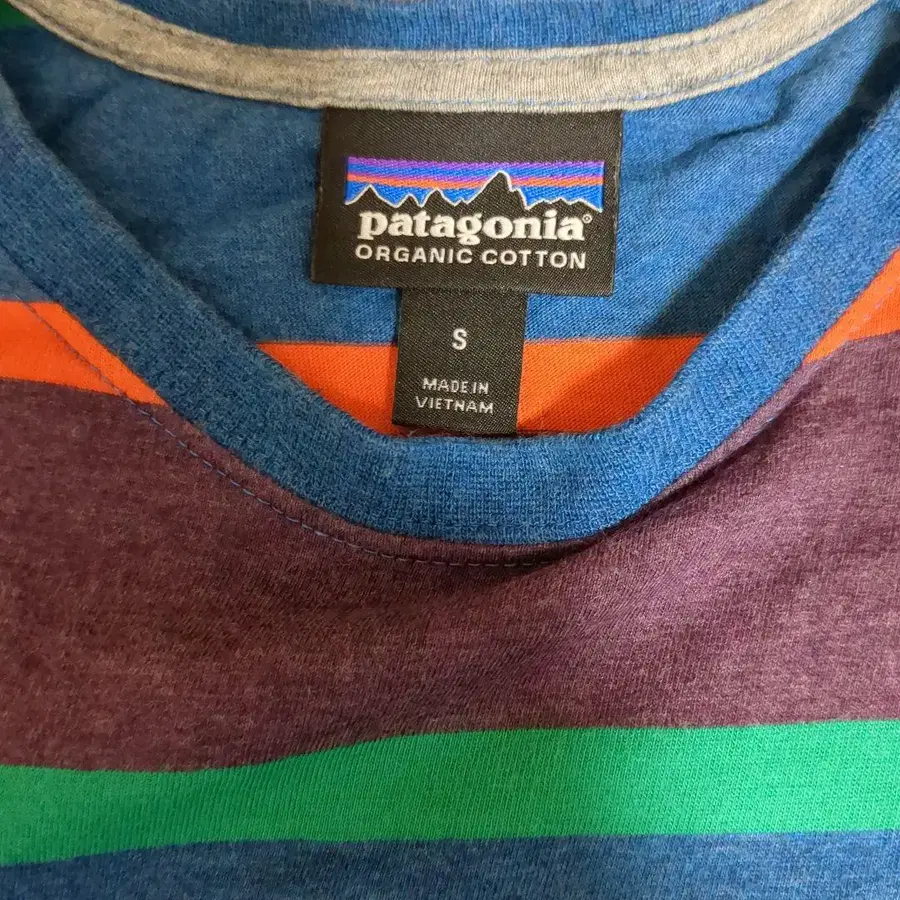 patagonia®
ORGANIC COTTON
S
MADE IN
VIETNAM